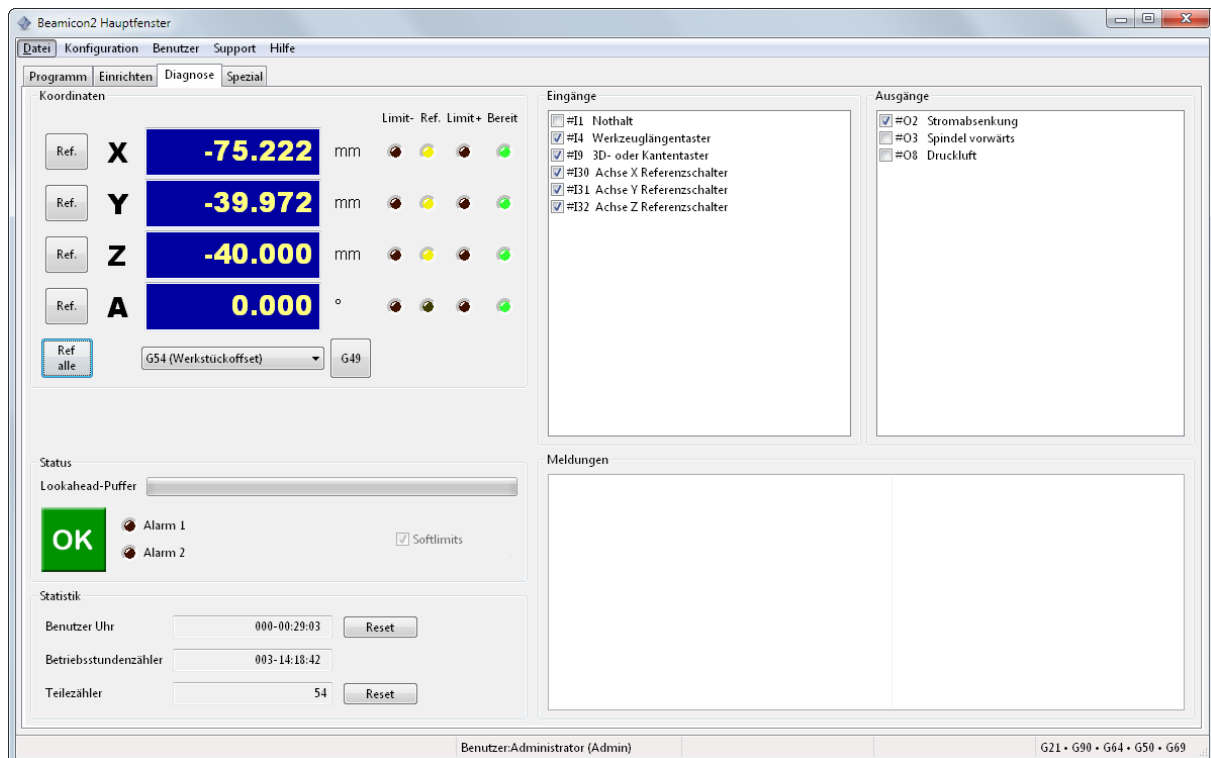 Beamicon2 Hauptfenster
Datei Konfiguration Benutzer Support Hilfe
Programm Einrichten Diagnose Spezial
Koordinaten
Limit- Ref. Limit+ Bereit
Ref. X -75.222 mm
Ref. Y -39.972 mm
Ref. Z -40.000 mm
Ref. A 0.000 °
Ref
alle
G54 (Werkstückoffset) G49
Eingänge
#I1 Nothalt
#I4 Werkzeuglängentaster
#I9 3D- oder Kantentaster
#I30 Achse X Referenzschalter
#I31 Achse Y Referenzschalter
#I32 Achse Z Referenzschalter
Ausgänge
#O2 Stromabsenkung
#O3 Spindel vorwärts
#O8 Druckluft
Status
Lookahead-Puffer
OK
Alarm 1
Alarm 2
Softlimits
Statistik
Benutzer Uhr 000-00:29:03 Reset
Betriebsstundenzähler 003-14:18:42
Teilezähler 54 Reset
Meldungen
Benutzer:Administrator (Admin)
G21 • G90 • G64 • G50 • G69